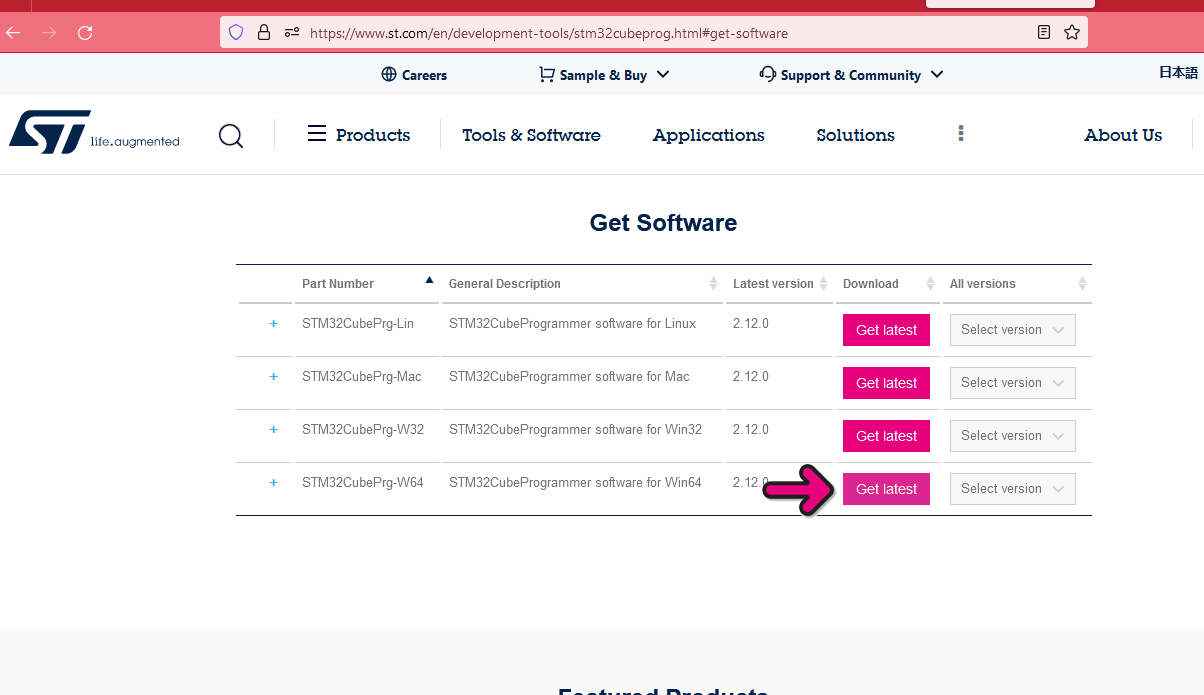 https://www.st.com/en/development-tools/stm32cubeprog.html#get-software
Careers Sample & Buy Support & Community 日本語
ST life.augmented Products Tools & Software Applications Solutions About Us
Get Software
Part Number General Description Latest version Download All versions
+ STM32CubePrg-Lin STM32CubeProgrammer software for Linux 2.12.0 Get latest Select version
+ STM32CubePrg-Mac STM32CubeProgrammer software for Mac 2.12.0 Get latest Select version
+ STM32CubePrg-W32 STM32CubeProgrammer software for Win32 2.12.0 Get latest Select version
+ STM32CubePrg-W64 STM32CubeProgrammer software for Win64 2.12.0 Get latest Select version
Featured Products